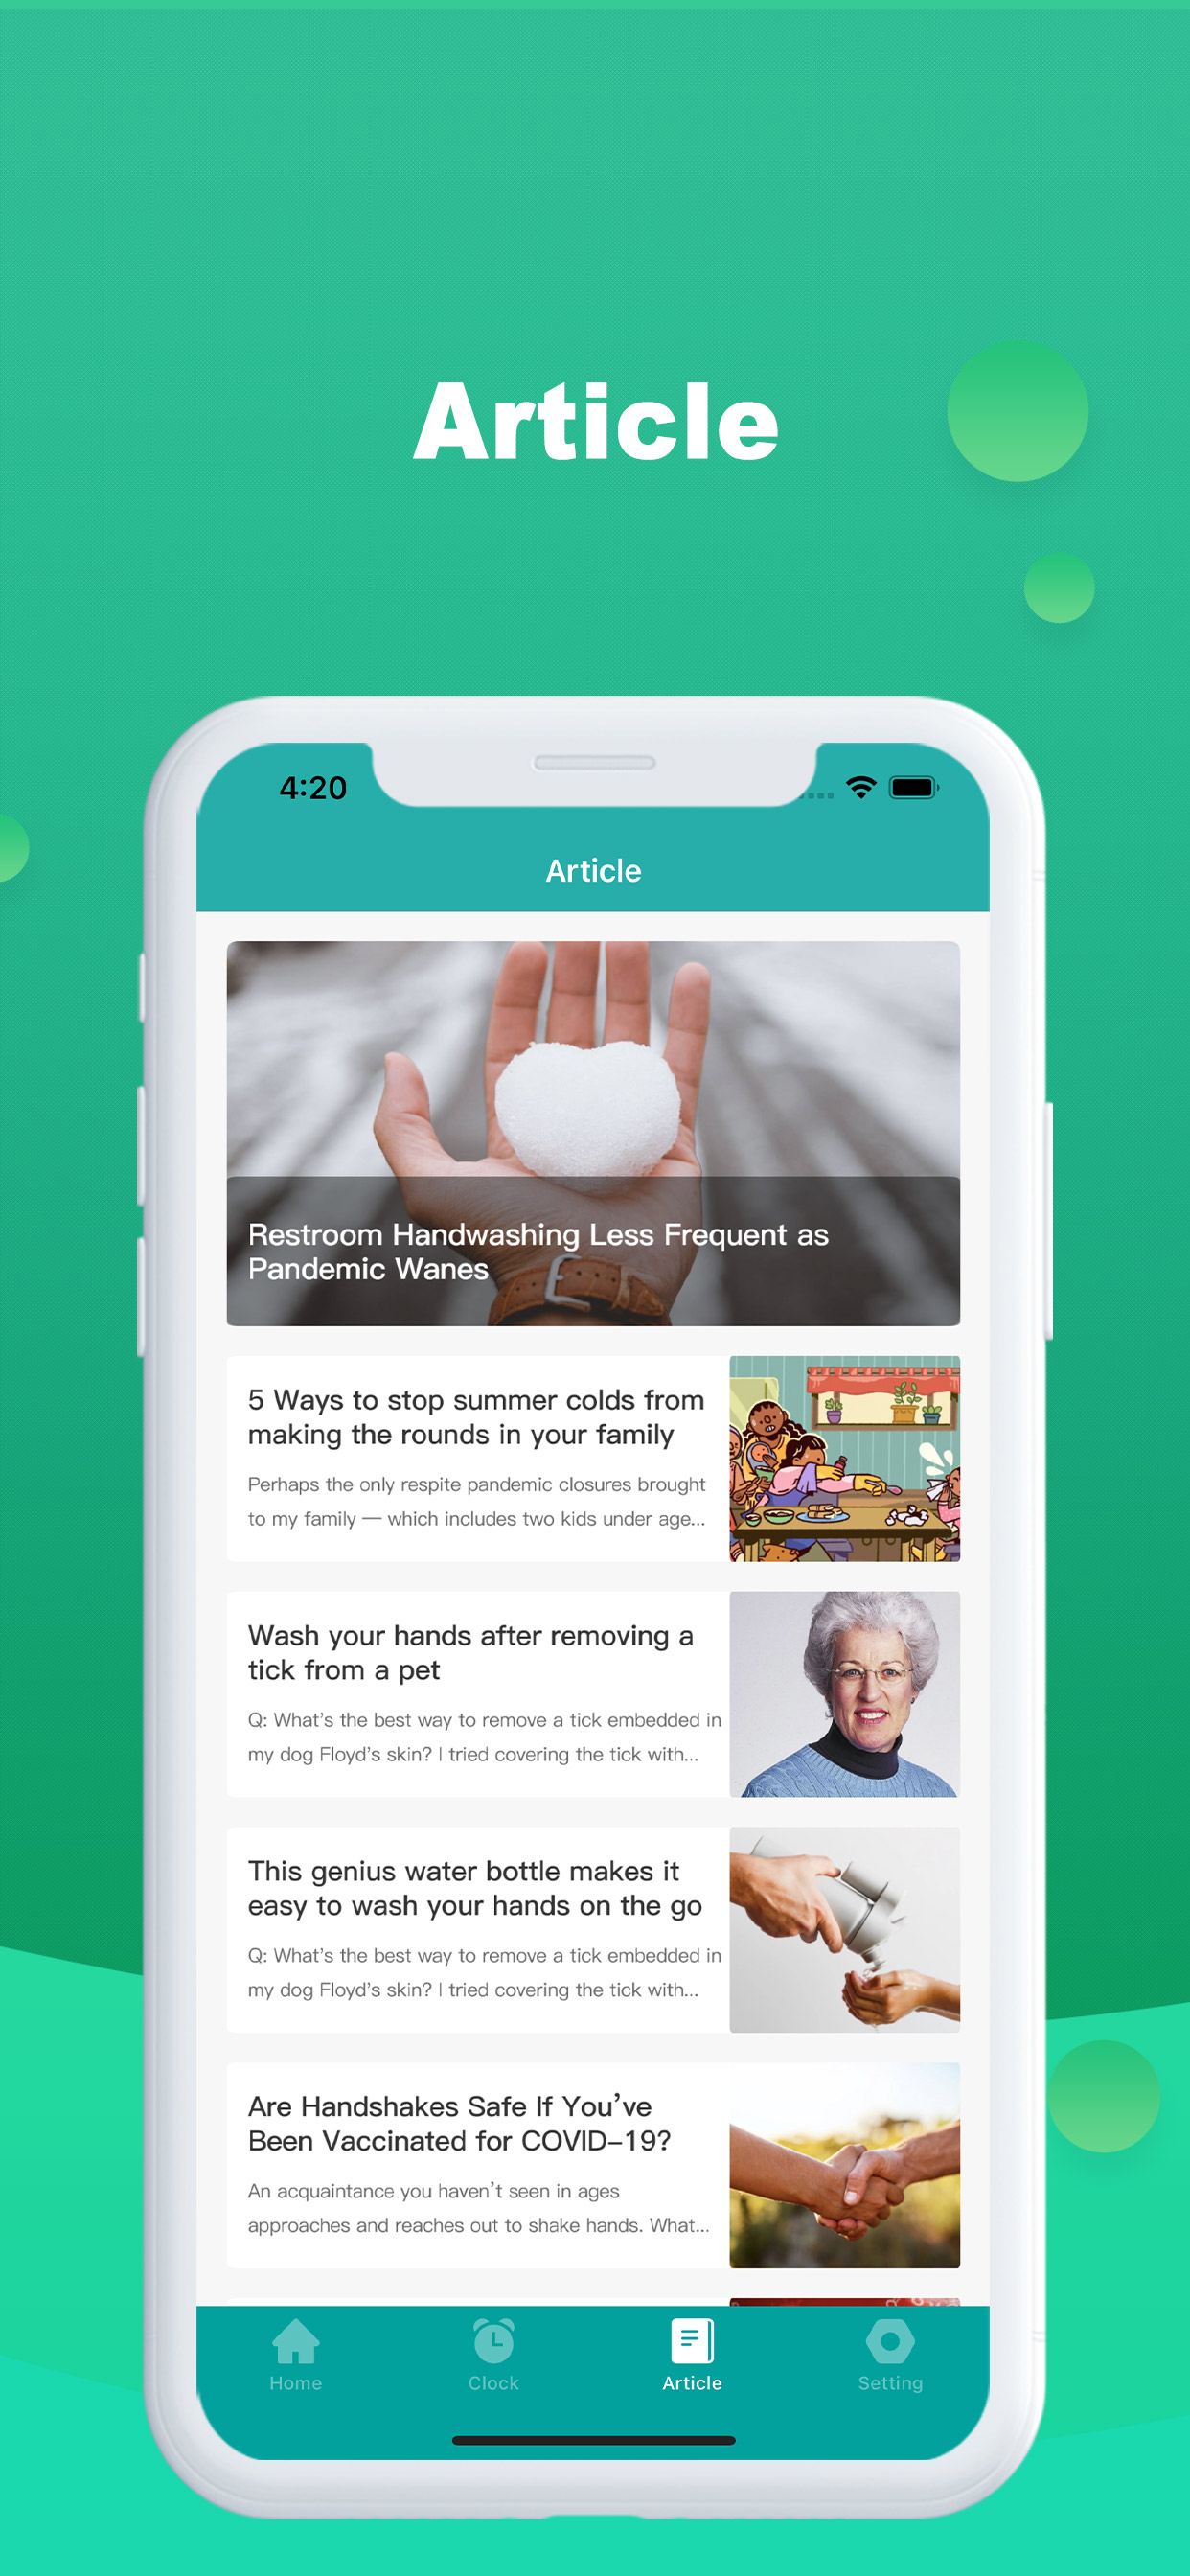 Article
4:20
Article
Restroom Handwashing Less Frequent as
Pandemic Wanes
5 Ways to stop summer colds from
making the rounds in your family
Perhaps the only respite pandemic closures brought
to my family — which includes two kids under age...
Wash your hands after removing a
tick from a pet
Q: What's the best way to remove a tick embedded in
my dog Floyd's skin? I tried covering the tick with...
This genius water bottle makes it
easy to wash your hands on the go
Q: What's the best way to remove a tick embedded in
my dog Floyd's skin? I tried covering the tick with...
Are Handshakes Safe If You've
Been Vaccinated for COVID-19?
An acquaintance you haven't seen in ages
approaches and reaches out to shake hands. What...
Home
Clock
Article
Setting